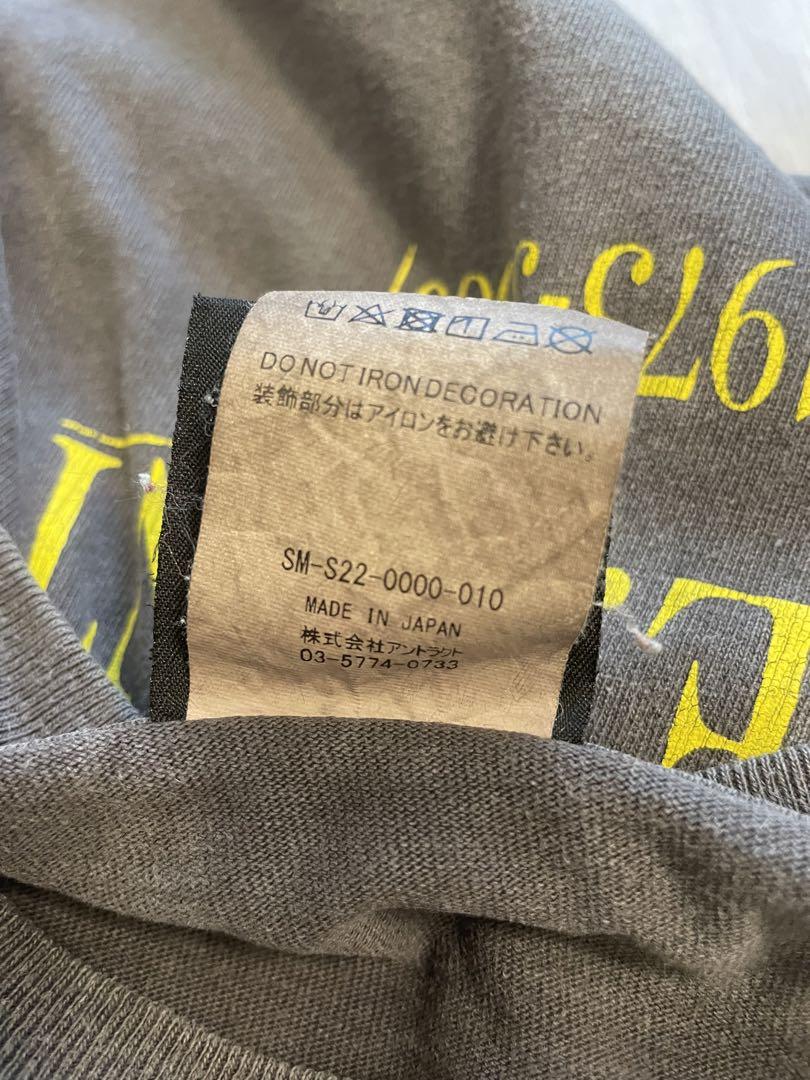 DO NOT IRON DECORATION
装飾部分はアイロンをお避け下さい。
SM-S22-0000-010
MADE IN JAPAN
株式会社アントラクト
03-5774-0733